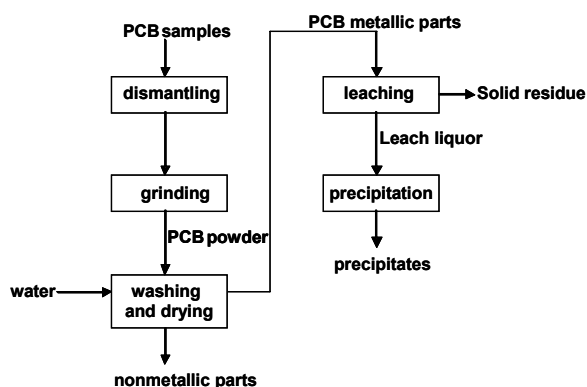 PCB samples
dismantling
grinding
PCB powder
water
washing
and drying
nonmetallic parts
PCB metallic parts
leaching
Solid residue
Leach liquor
precipitation
precipitates